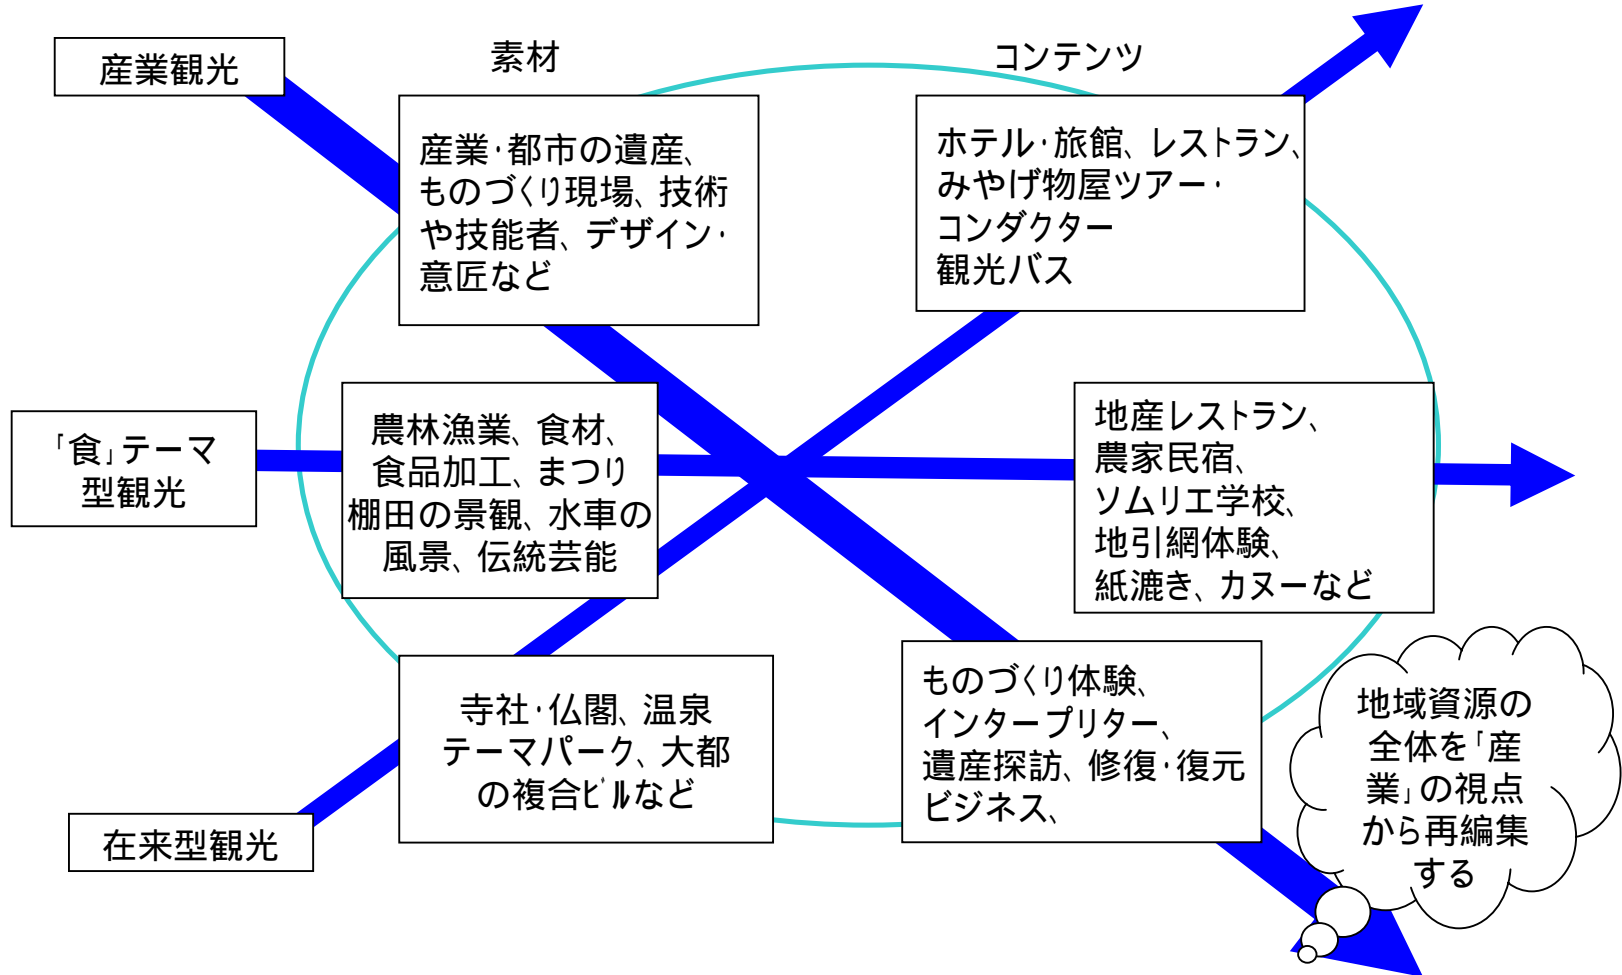 産業観光
素材
コンテンツ
産業・都市の遺産、
ものづくり現場、技術
や技能者、デザイン・
意匠など
ホテル・旅館、レストラン、
みやげ物屋ツアー・
コンダクター
観光バス
「食」テーマ
型観光
農林漁業、食材、
食品加工、まつり
棚田の景観、水車の
風景、伝統芸能
地産レストラン、
農家民宿、
ソムリエ学校、
地引網体験、
紙漉き、カヌーなど
在来型観光
寺社・仏閣、温泉
テーマパーク、大都
の複合ビルなど
ものづくり体験、
インタープリター、
遺産探訪、修復・復元
ビジネス、
地域資源の
全体を「産
業」の視点
から再編集
する